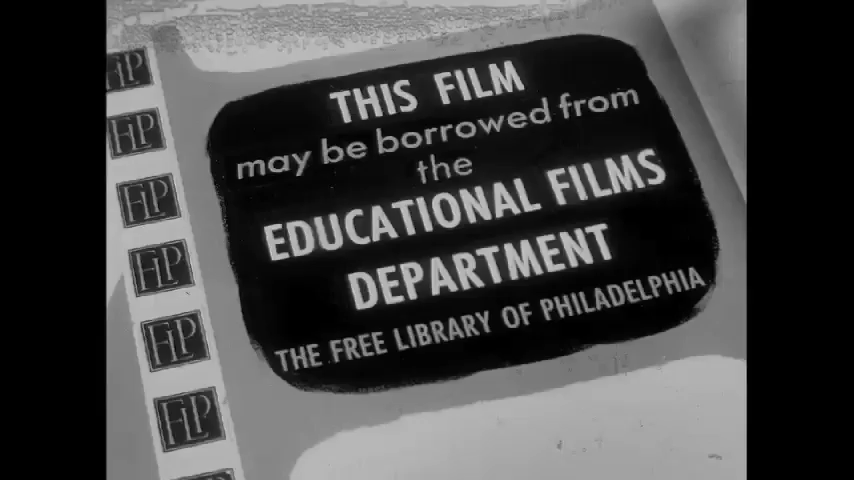 THIS FILM
may be borrowed from
the
EDUCATIONAL FILMS
DEPARTMENT
THE FREE LIBRARY OF PHILADELPHIA
FLP
FLP
FLP
FLP
FLP
FLP